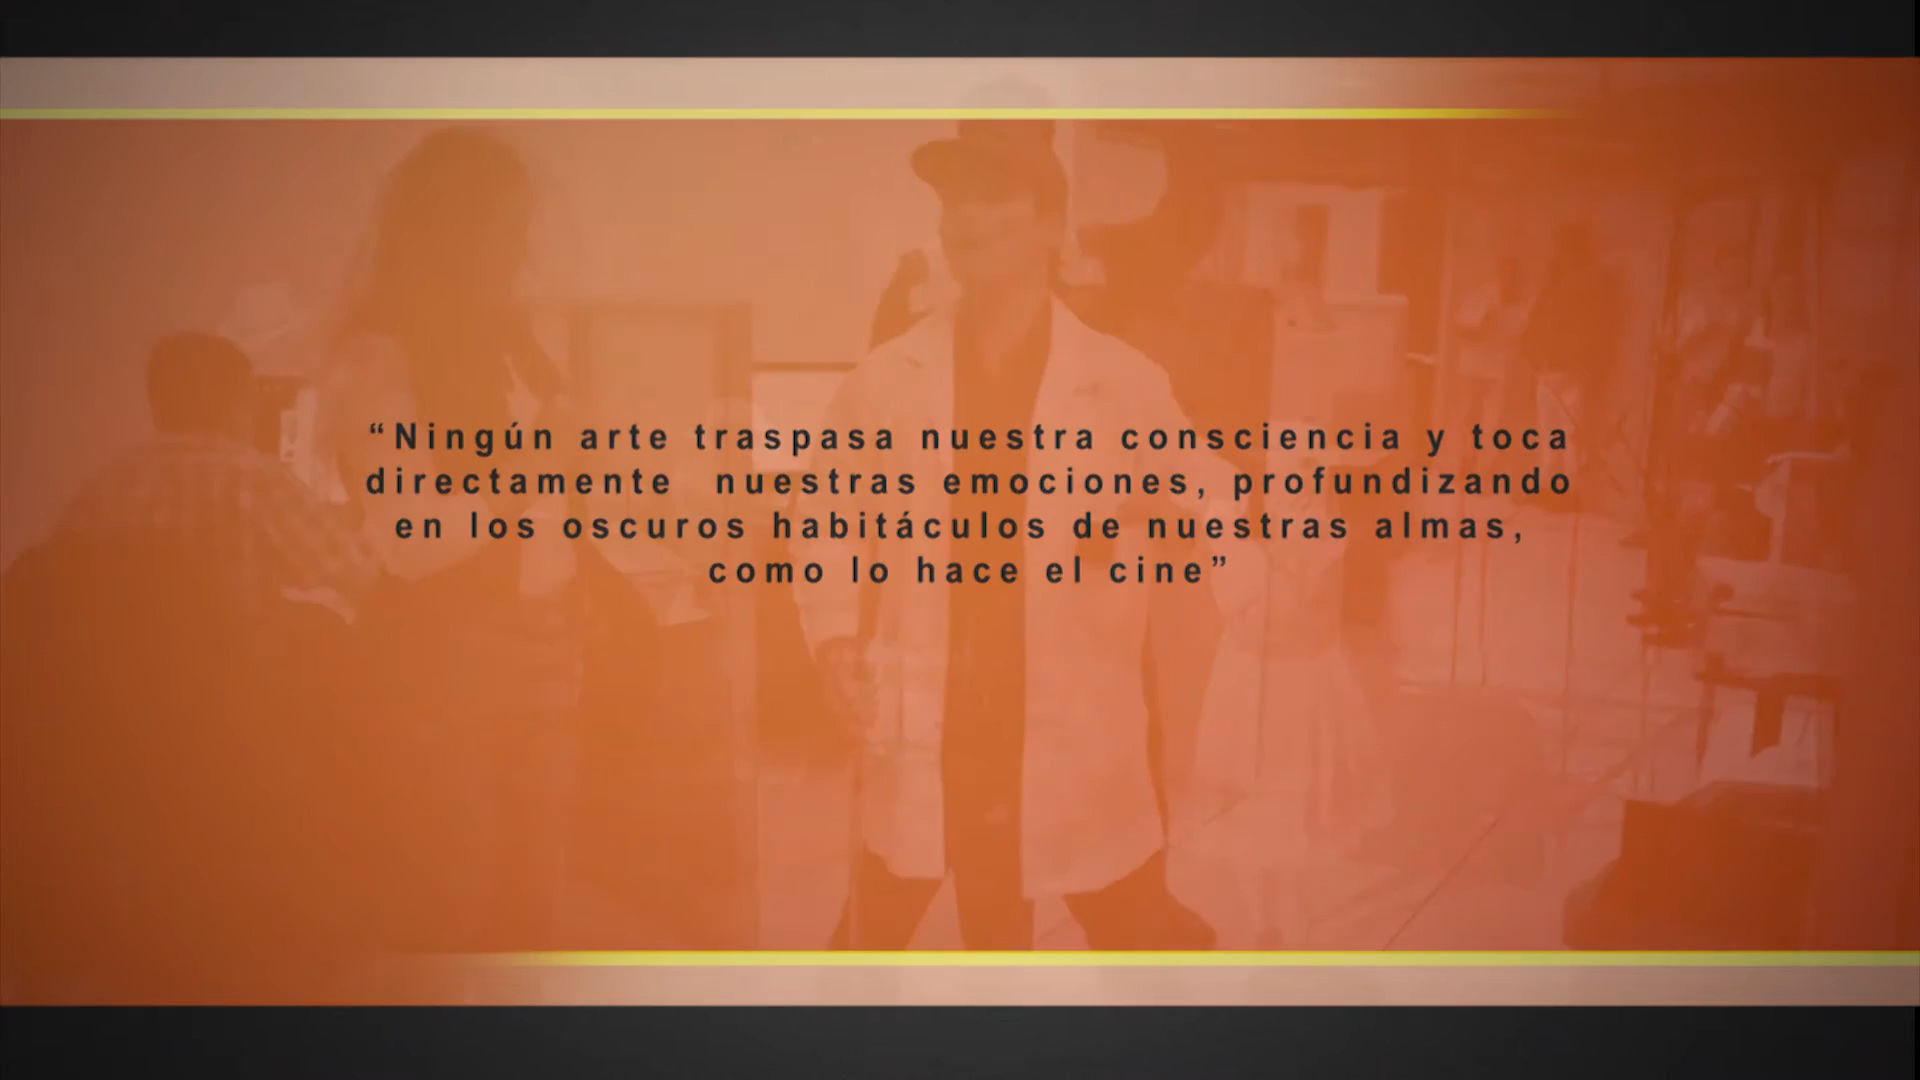 “Ningún arte traspasa nuestra consciencia y toca
directamente nuestras emociones, profundizando
en los oscuros habitáculos de nuestras almas,
como lo hace el cine”